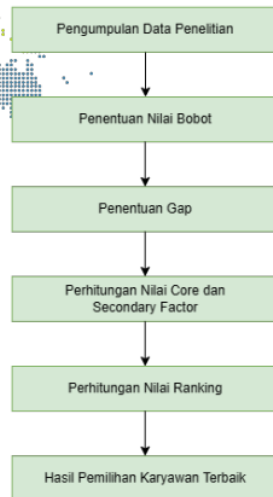 Pengumpulan Data Penelitian
Penentuan Nilai Bobot
Penentuan Gap
Perhitungan Nilai Core dan
Secondary Factor
Perhitungan Nilai Ranking
Hasil Pemilihan Karyawan Terbaik